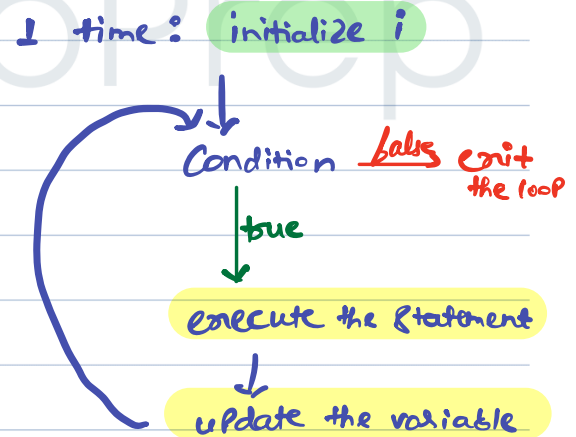 1 time: initialize i
Condition false exit
the loop
true
execute the statement
update the variable